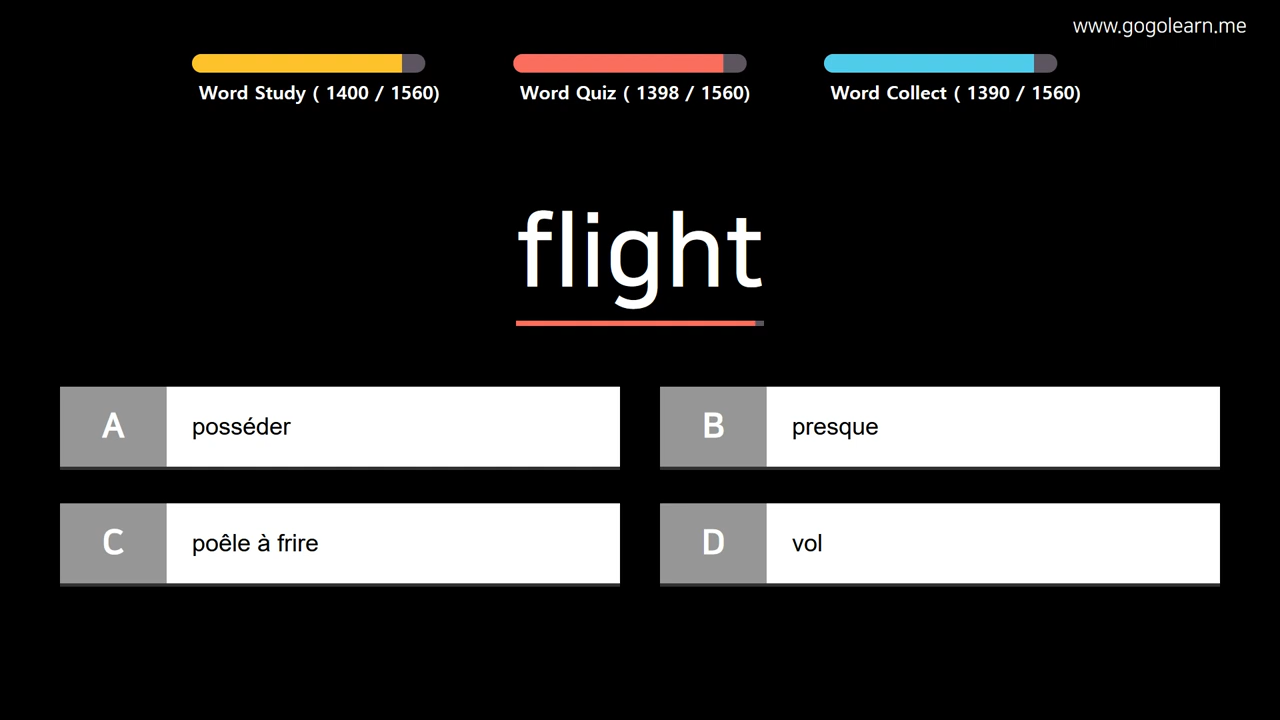 www.gogolearn.me
Word Study ( 1400 / 1560)
Word Quiz ( 1398 / 1560)
Word Collect ( 1390 / 1560)
flight
A posséder
B presque
C poêle à frire
D vol